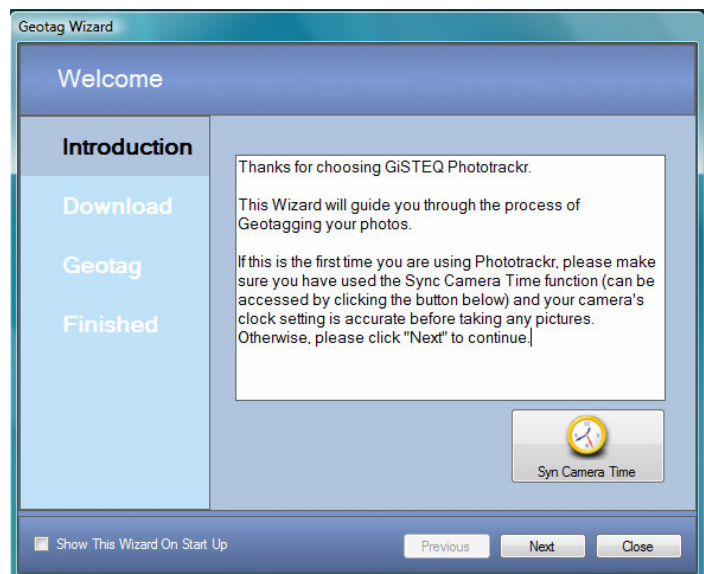 Geotag Wizard
Welcome
Introduction
Download
Geotag
Finished
Thanks for choosing GiSTEQ Phototrackr.
This Wizard will guide you through the process of
Geotagging your photos.
If this is the first time you are using Phototrackr, please make
sure you have used the Sync Camera Time function (can be
accessed by clicking the button below) and your camera's
clock setting is accurate before taking any pictures.
Otherwise, please click "Next" to continue.
Syn Camera Time
Show This Wizard On Start Up
Previous
Next
Close